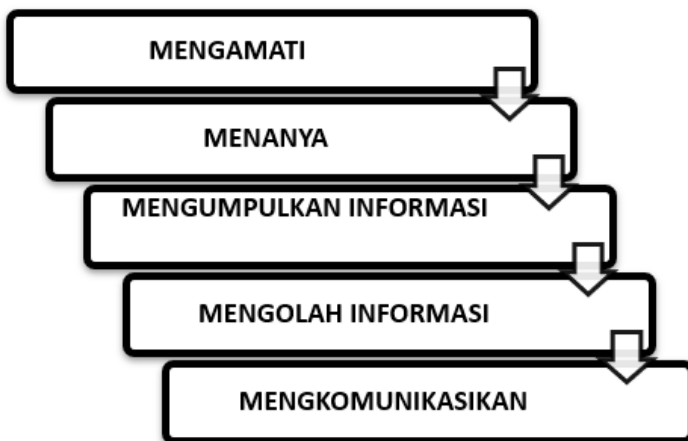 MENGAMATI
MENANYA
MENGUMPULKAN INFORMASI
MENGOLAH INFORMASI
MENGKOMUNIKASIKAN